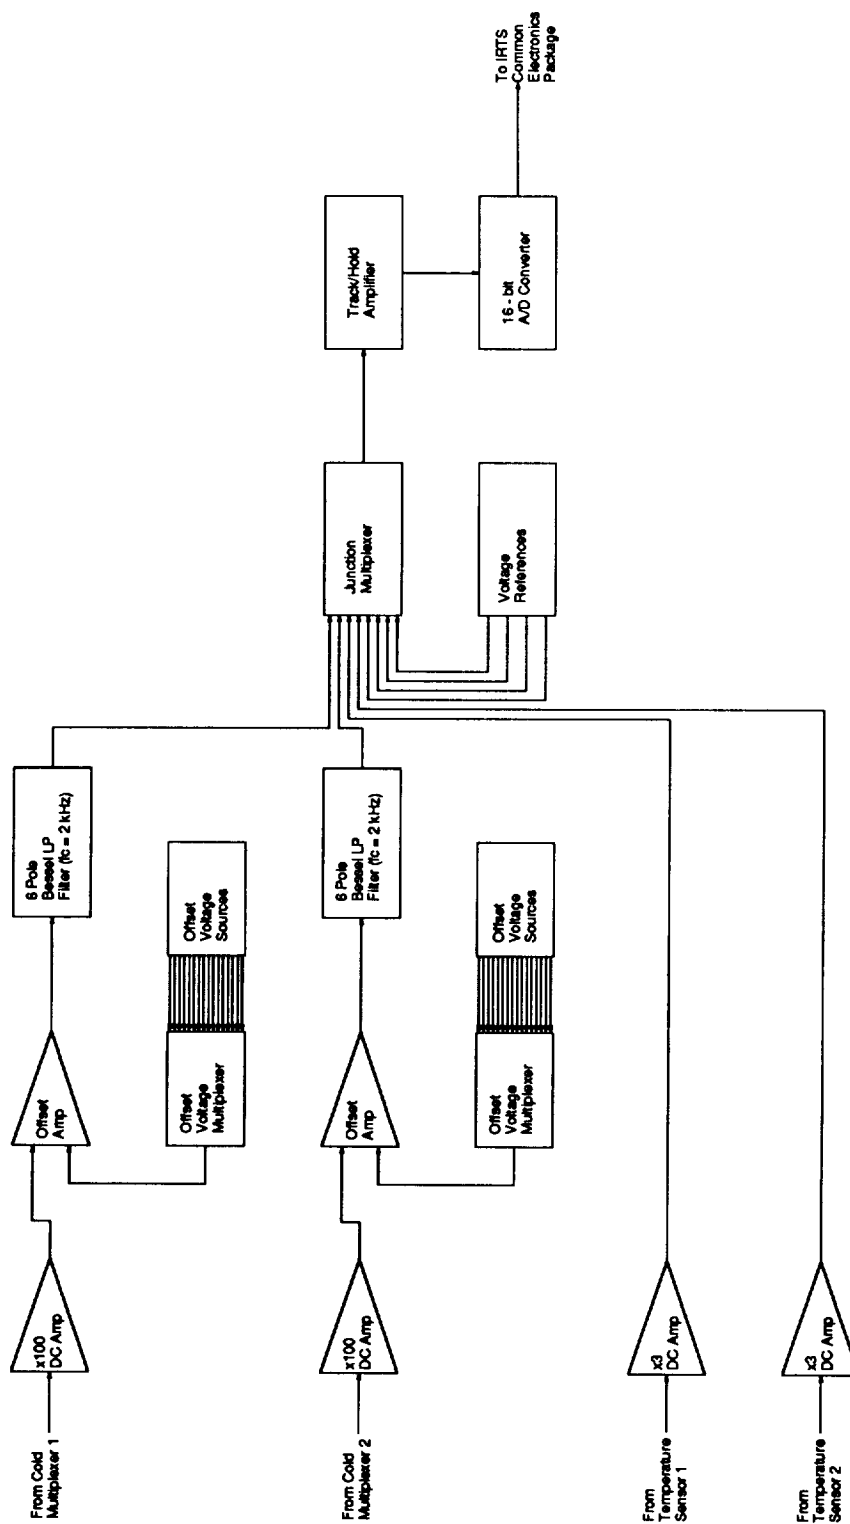 From Cold
Multiplexer 1
x100
DC Amp
Offset
Amp
6 Pole
Bessel LP
Filter (fc = 2 kHz)
Offset
Voltage
Multiplexer
Offset
Voltage
Sources
From Cold
Multiplexer 2
x100
DC Amp
Offset
Amp
6 Pole
Bessel LP
Filter (fc = 2 kHz)
Offset
Voltage
Multiplexer
Offset
Voltage
Sources
Junction
Multiplexer
Track/Hold
Amplifier
Voltage
References
16 - bit
A/D Converter
To IRTS
Common
Electronics
Package
From
Temperature
Sensor 1
x3
DC Amp
From
Temperature
Sensor 2
x3
DC Amp